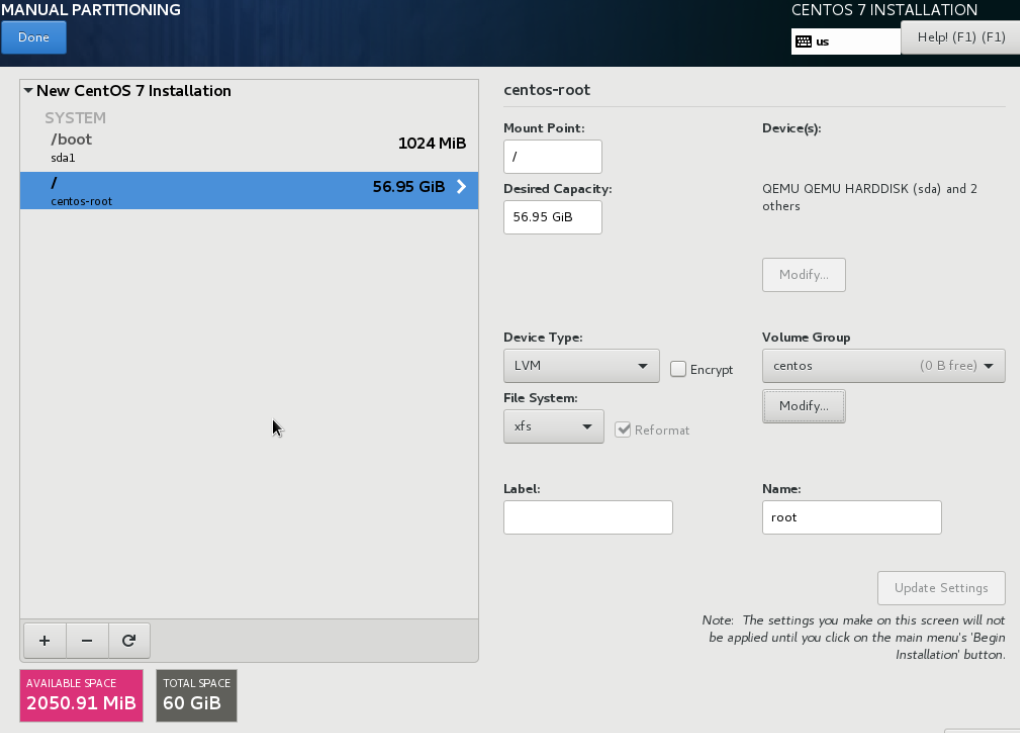 MANUAL PARTITIONING
CENTOS 7 INSTALLATION
Done
us
Help! (F1) (F1)
New CentOS 7 Installation
SYSTEM
/boot
1024 MiB
sda1
/
56.95 GiB
centos-root
centos-root
Mount Point:
/
Desired Capacity:
56.95 GiB
Device(s):
QEMU QEMU HARDDISK (sda) and 2
others
Modify...
Device Type:
LVM
Encrypt
Volume Group
centos (0 B free)
File System:
xfs
Reformat
Modify...
Label:
Name:
root
Update Settings
Note: The settings you make on this screen will not
be applied until you click on the main menu's 'Begin
Installation' button.
+ −
AVAILABLE SPACE
2050.91 MiB
TOTAL SPACE
60 GiB